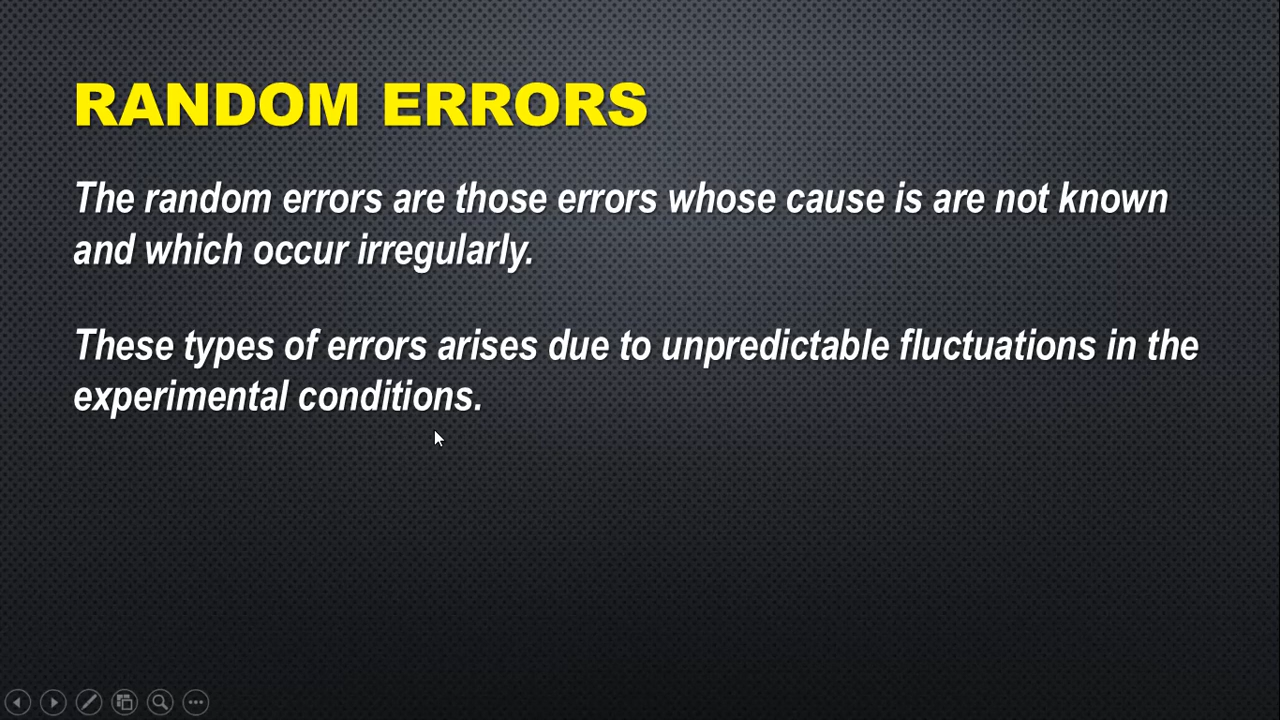 RANDOM ERRORS
The random errors are those errors whose cause is are not known
and which occur irregularly.
These types of errors arises due to unpredictable fluctuations in the
experimental conditions.